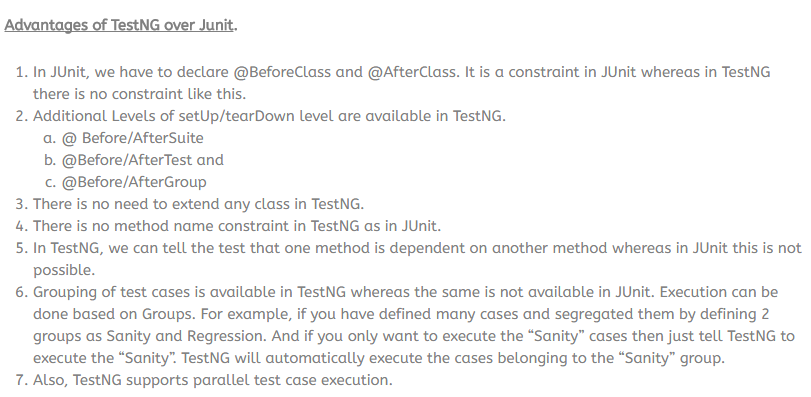 Advantages of TestNG over Junit.
1. In JUnit, we have to declare @BeforeClass and @AfterClass. It is a constraint in JUnit whereas in TestNG
there is no constraint like this.
2. Additional Levels of setUp/tearDown level are available in TestNG.
a. @ Before/AfterSuite
b. @Before/AfterTest and
c. @Before/AfterGroup
3. There is no need to extend any class in TestNG.
4. There is no method name constraint in TestNG as in JUnit.
5. In TestNG, we can tell the test that one method is dependent on another method whereas in JUnit this is not
possible.
6. Grouping of test cases is available in TestNG whereas the same is not available in JUnit. Execution can be
done based on Groups. For example, if you have defined many cases and segregated them by defining 2
groups as Sanity and Regression. And if you only want to execute the “Sanity” cases then just tell TestNG to
execute the “Sanity”. TestNG will automatically execute the cases belonging to the “Sanity” group.
7. Also, TestNG supports parallel test case execution.